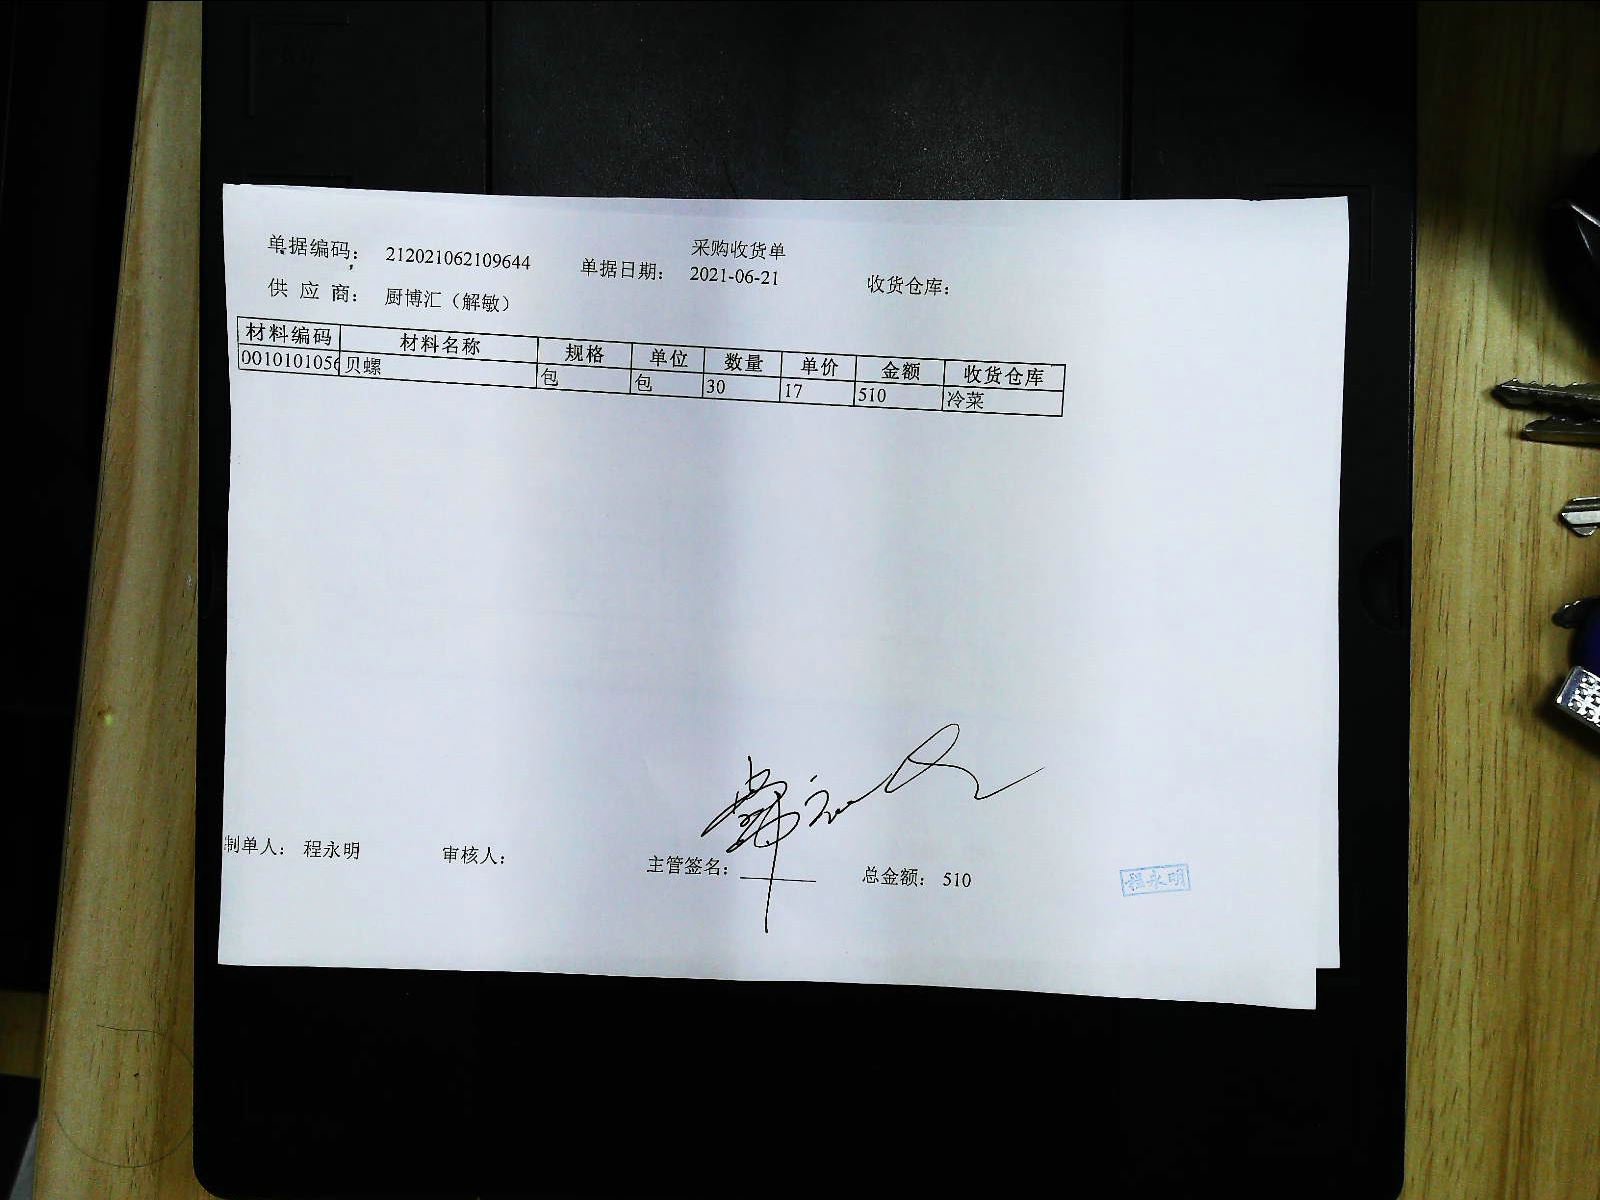 采购收货单
单据编码： 212021062109644 单据日期： 2021-06-21 收货仓库：
供 应 商： 厨博汇（解敏）
材料编码 材料名称 规格 单位 数量 单价 金额 收货仓库
0010101056 贝螺 包 包 30 17 510 冷菜
制单人： 程永明 审核人： 主管签名： 总金额： 510
程永明